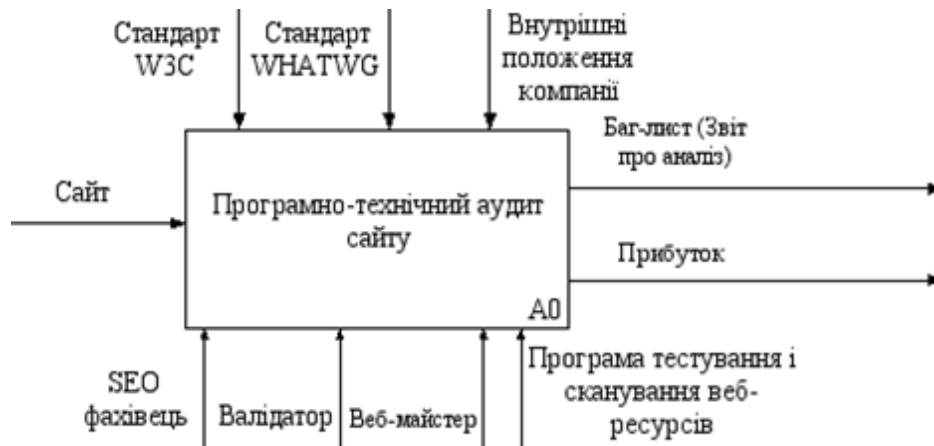 Стандарт
W3C
Стандарт
WHATWG
Внутрішні
положення
компанії
Баг-лист (Звіт
про аналіз)
Сайт
Програмно-технічний аудит
сайту
Прибуток
A0
SEO
фахівець
Валідатор
Веб-майстер
Програма тестування і
сканування веб-
ресурсів